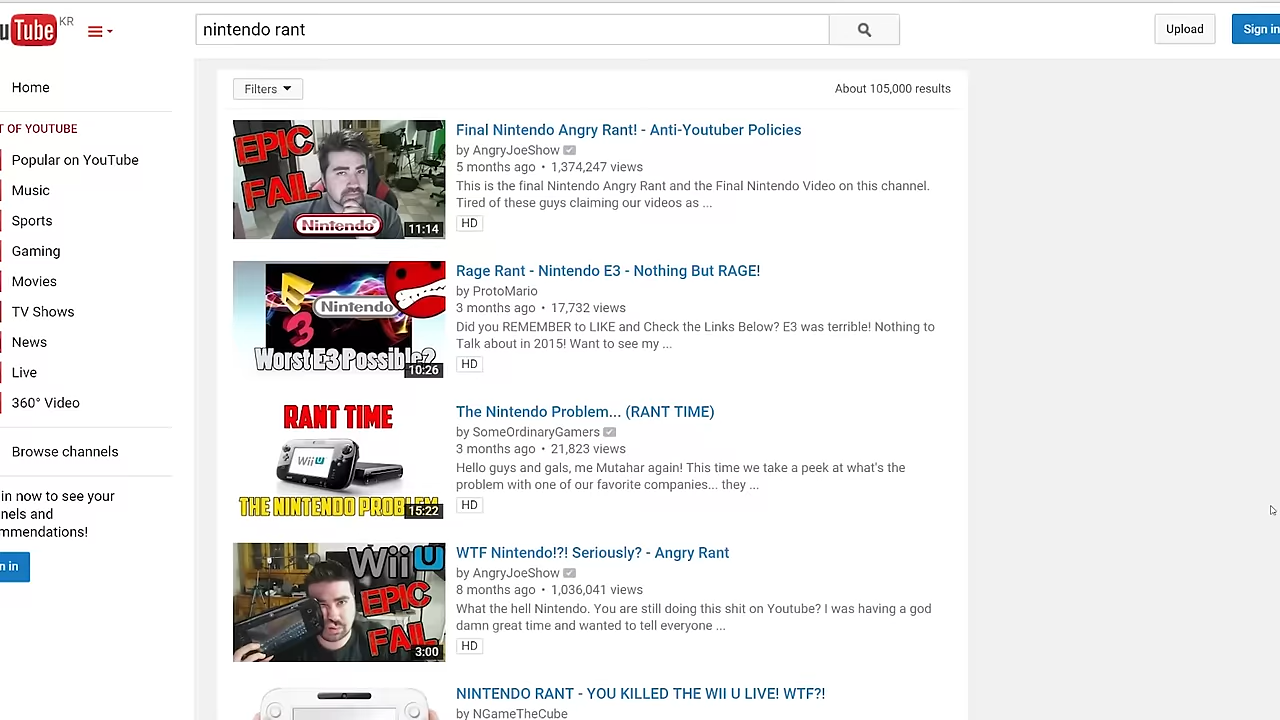 uTube KR
nintendo rant
Upload
Sign in
Home
T OF YOUTUBE
Popular on YouTube
Music
Sports
Gaming
Movies
TV Shows
News
Live
360° Video
Browse channels
in now to see your
nels and
mmendations!
n in
Filters
About 105,000 results
EPIC
FAIL
Nintendo
11:14
Final Nintendo Angry Rant! - Anti-Youtuber Policies
by AngryJoeShow
5 months ago • 1,374,247 views
This is the final Nintendo Angry Rant and the Final Nintendo Video on this channel.
Tired of these guys claiming our videos as ...
HD
E3
Nintendo
Worst E3 Possible?
10:26
Rage Rant - Nintendo E3 - Nothing But RAGE!
by ProtoMario
3 months ago • 17,732 views
Did you REMEMBER to LIKE and Check the Links Below? E3 was terrible! Nothing to
Talk about in 2015! Want to see my ...
HD
RANT TIME
WiiU
THE NINTENDO PROBLEM
15:22
The Nintendo Problem... (RANT TIME)
by SomeOrdinaryGamers
3 months ago • 21,823 views
Hello guys and gals, me Mutahar again! This time we take a peek at what's the
problem with one of our favorite companies... they ...
HD
WiiU
EPIC
FAIL
3:00
WTF Nintendo!?! Seriously? - Angry Rant
by AngryJoeShow
8 months ago • 1,036,041 views
What the hell Nintendo. You are still doing this shit on Youtube? I was having a god
damn great time and wanted to tell everyone ...
HD
NINTENDO RANT - YOU KILLED THE WII U LIVE! WTF?!
by NGameTheCube